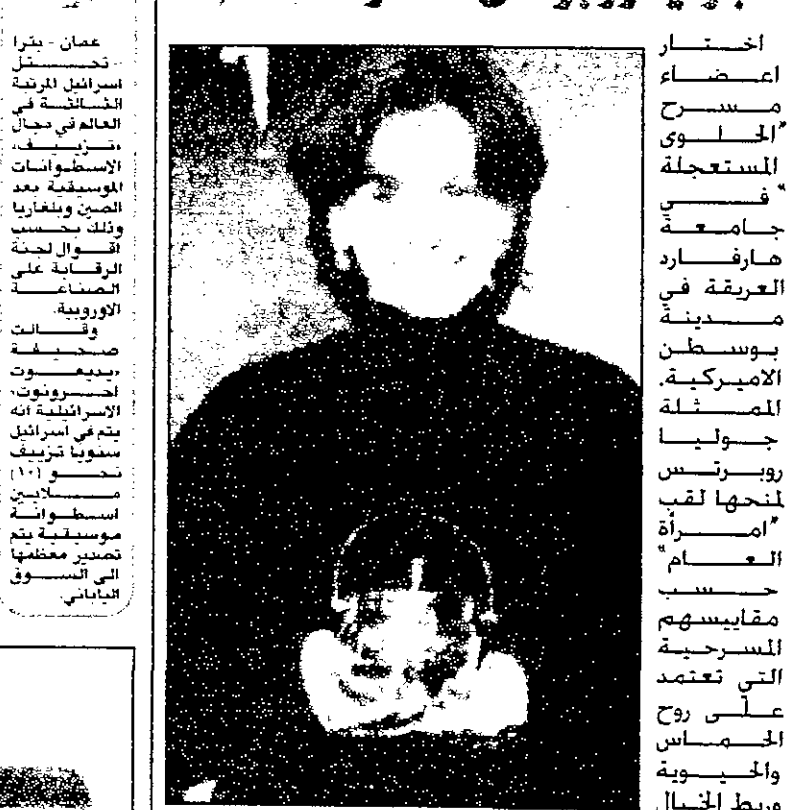 اختار
اعضاء
مسرح
"الحلوى
المستعجلة
" في
جامعة
هارفارد
العريقة في
مدينة
بوسطن
الاميركية.
الممثلة
جوليا
روبرتس
لمنحها لقب
"امرأة
العام"
حسب
مقاييسهم
المسرحية
التي تعتمد
على روح
الحماس
والحيوية
وربط الخيال
عمان - بترا
- تحتل
اسرائيل المرتبة
الثالثة في
العالم في مجال
«تزييف»
الاسطوانات
الموسيقية بعد
الصين وبلغاريا
وذلك بحسب
اقوال لجنة
الرقابة على
الصناعة
الاوروبية.
وقالت
صحيفة
«يديعوت
احرونوت»
الاسرائيلية انه
يتم في اسرائيل
سنويا تزييف
نحو (١٠)
ملايين
اسطوانة
موسيقية يتم
تصدير معظمها
الى السوق
الياباني.